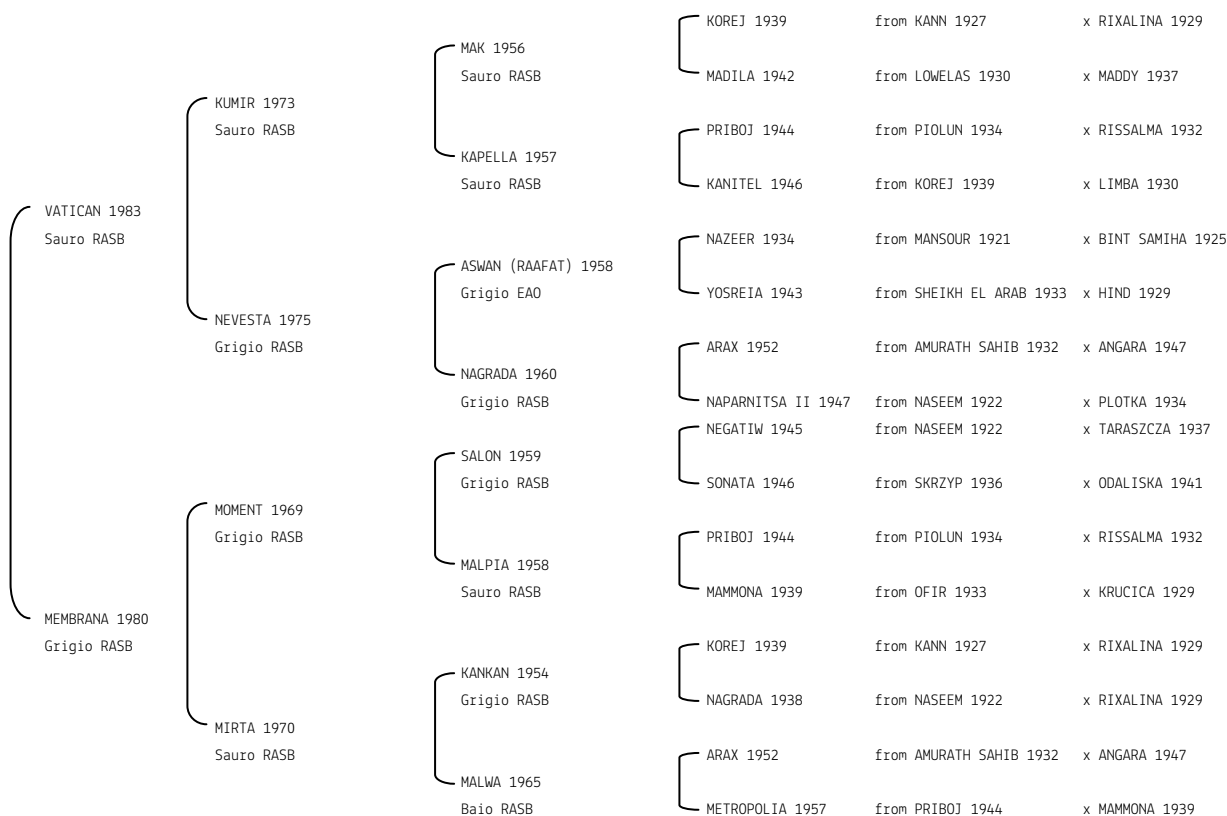 KOREJ 1939 from KANN 1927 x RIXALINA 1929
MAK 1956
Sauro RASB
MADILA 1942 from LOWELAS 1930 x MADDY 1937
KUMIR 1973
Sauro RASB
PRIBOJ 1944 from PIOLUN 1934 x RISSALMA 1932
KAPELLA 1957
Sauro RASB
KANITEL 1946 from KOREJ 1939 x LIMBA 1930
VATICAN 1983
Sauro RASB
NAZEER 1934 from MANSOUR 1921 x BINT SAMIHA 1925
ASWAN (RAAFAT) 1958
Grigio EAO
YOSREIA 1943 from SHEIKH EL ARAB 1933 x HIND 1929
NEVESTA 1975
Grigio RASB
ARAX 1952 from AMURATH SAHIB 1932 x ANGARA 1947
NAGRADA 1960
Grigio RASB
NAPARNITSA II 1947 from NASEEM 1922 x PLOTKA 1934
NEGATIW 1945 from NASEEM 1922 x TARASZCZA 1937
SALON 1959
Grigio RASB
SONATA 1946 from SKRZYP 1936 x ODALISKA 1941
MOMENT 1969
Grigio RASB
PRIBOJ 1944 from PIOLUN 1934 x RISSALMA 1932
MALPIA 1958
Sauro RASB
MAMMONA 1939 from OFIR 1933 x KRUCICA 1929
MEMBRANA 1980
Grigio RASB
KOREJ 1939 from KANN 1927 x RIXALINA 1929
KANKAN 1954
Grigio RASB
NAGRADA 1938 from NASEEM 1922 x RIXALINA 1929
MIRTA 1970
Sauro RASB
ARAX 1952 from AMURATH SAHIB 1932 x ANGARA 1947
MALWA 1965
Baio RASB
METROPOLIA 1957 from PRIBOJ 1944 x MAMMONA 1939